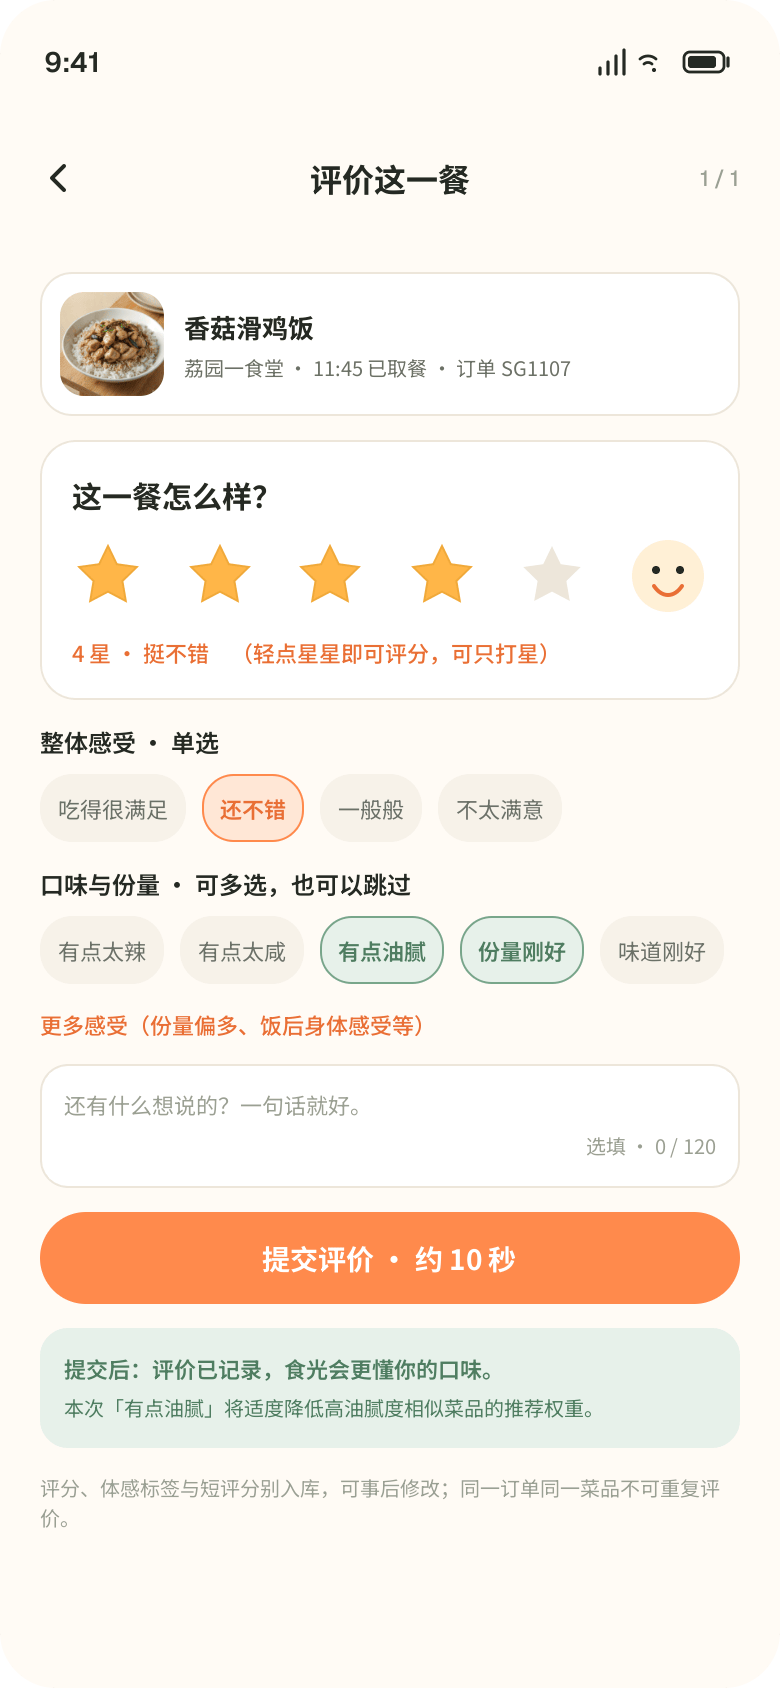 9:41
评价这一餐
1 / 1
香菇滑鸡饭
荔园一食堂 · 11:45 已取餐 · 订单 SG1107
这一餐怎么样？
4 星 · 挺不错 （轻点星星即可评分，可只打星）
整体感受 · 单选
吃得很满足 还不错 一般般 不太满意
口味与份量 · 可多选，也可以跳过
有点太辣 有点太咸 有点油腻 份量刚好 味道刚好
更多感受（份量偏多、饭后身体感受等）
还有什么想说的？一句话就好。
选填 · 0 / 120
提交评价 · 约 10 秒
提交后：评价已记录，食光会更懂你的口味。
本次「有点油腻」将适度降低高油腻度相似菜品的推荐权重。
评分、体感标签与短评分别入库，可事后修改；同一订单同一菜品不可重复评
价。